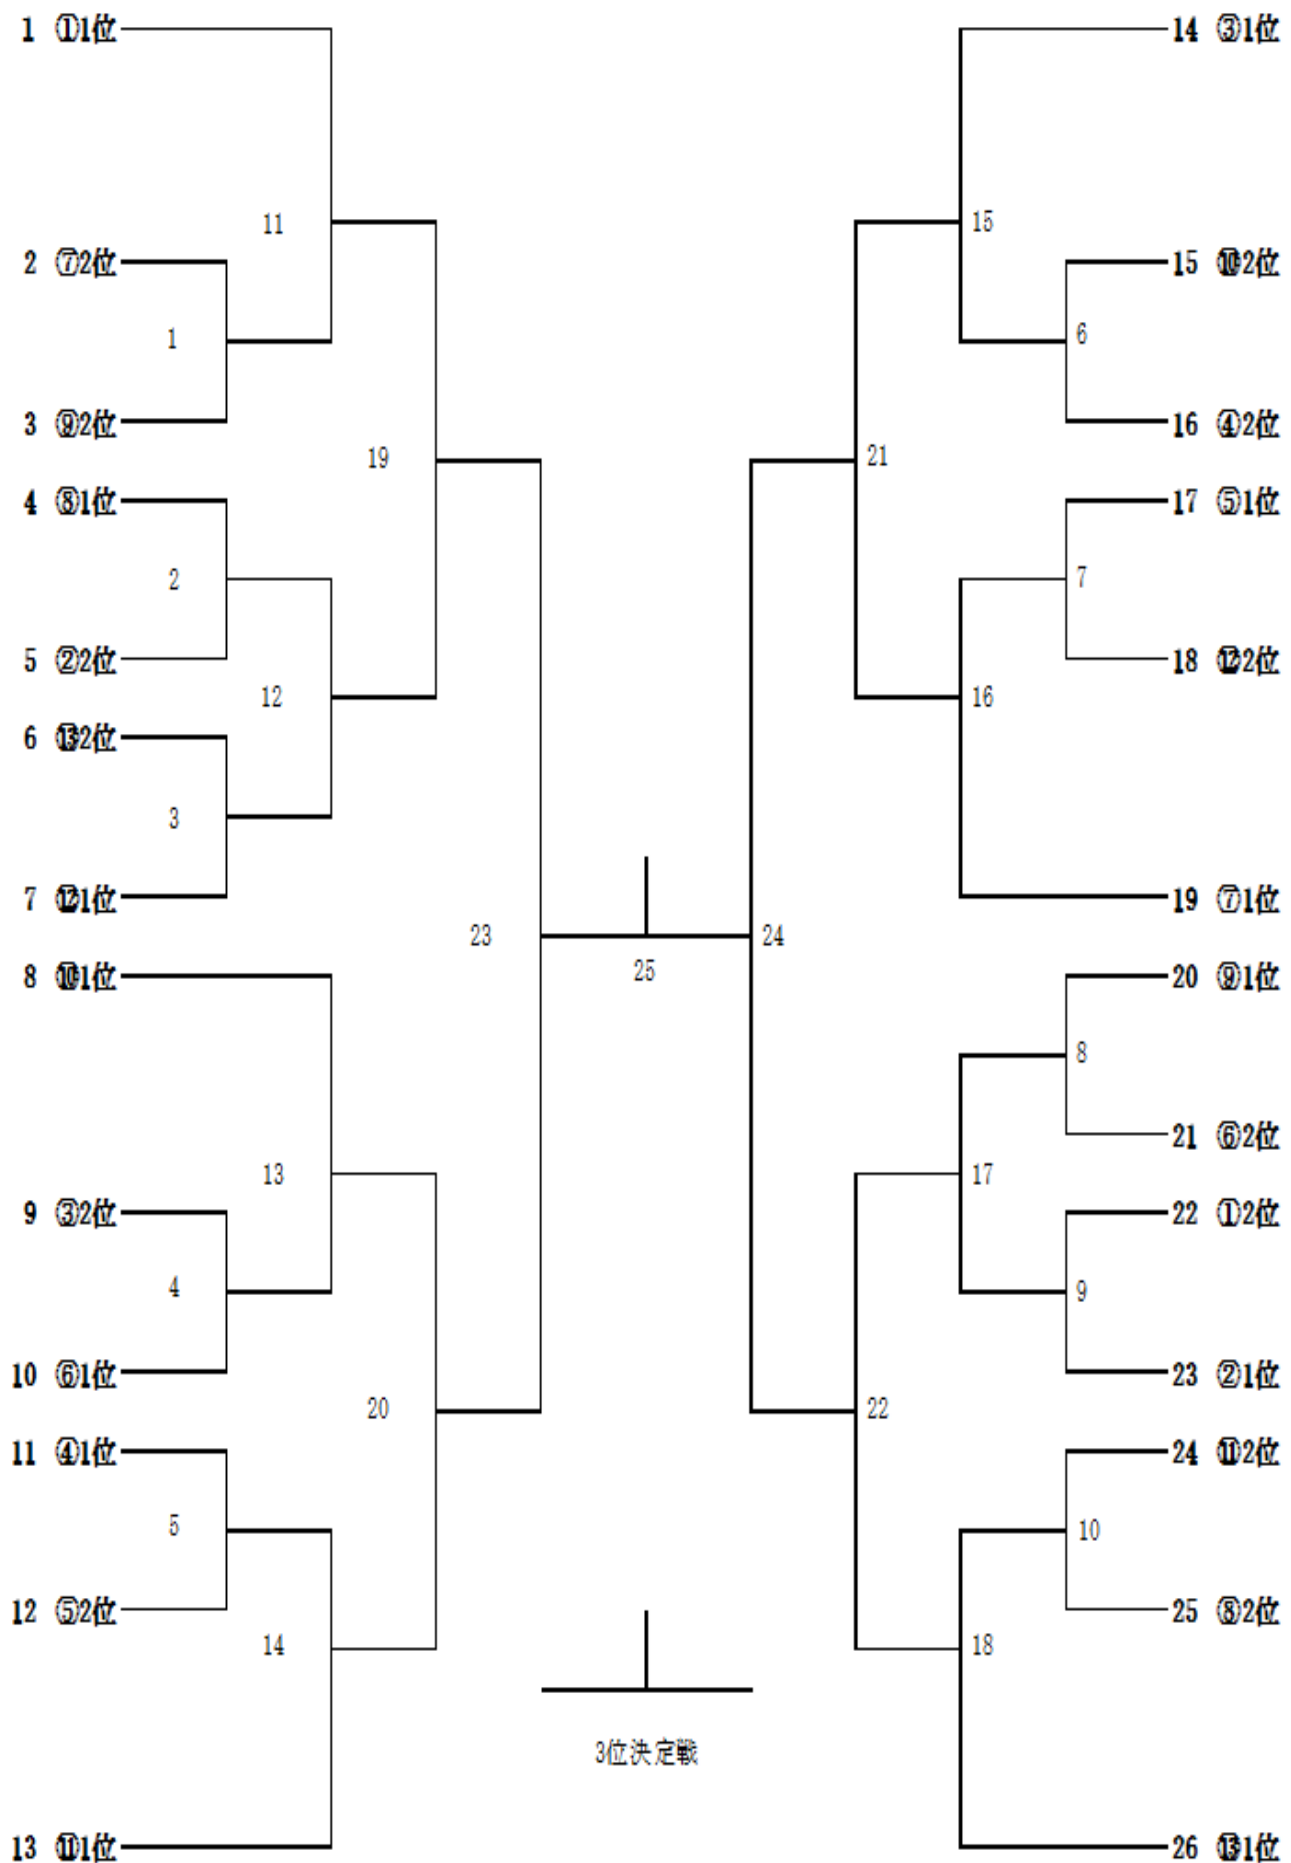 1 ①1位
11
2 ⑦2位
1
3 ⑨2位
19
4 ⑧1位
2
5 ②2位
12
6 ⑬2位
3
7 ⑫1位
23
8 ⑩1位
13
9 ③2位
4
10 ⑥1位
20
11 ④1位
5
12 ⑤2位
14
13 ⑪1位
25
3位決定戦
14 ③1位
15
15 ⑩2位
6
16 ④2位
21
17 ⑤1位
7
18 ⑫2位
16
19 ⑦1位
24
20 ⑨1位
8
21 ⑥2位
17
22 ①2位
9
23 ②1位
22
24 ⑪2位
10
25 ⑧2位
18
26 ⑬1位